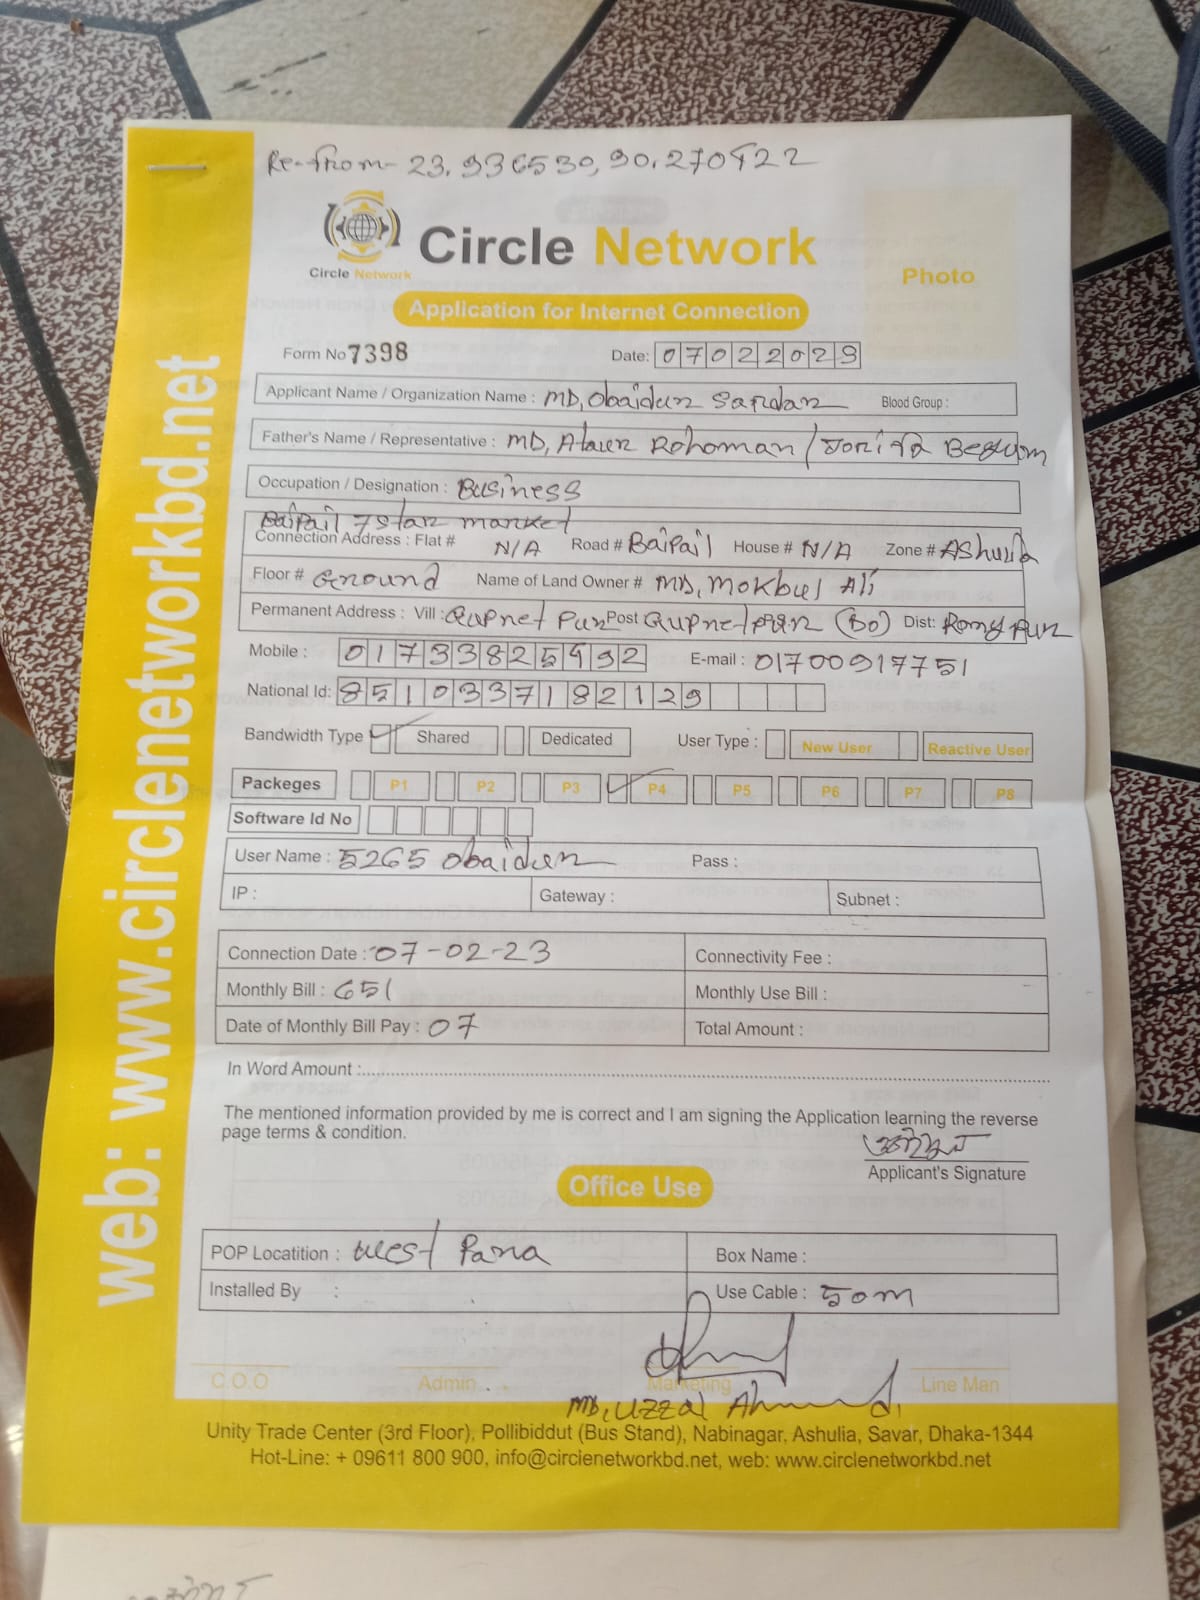 Re-from- 23.936530, 90.270922
Circle Network
Circle Network
Photo
Application for Internet Connection
Form No 7398 Date: 07022023
Applicant Name / Organization Name : MD, Obaidur Sardar Blood Group :
Father's Name / Representative : MD, Ataur Rohoman / Begum
Occupation / Designation : Business
Baipail 7 Star market
Connection Address : Flat # N/A Road # Baipail House # N/A Zone # Ashulia
Floor # Ground Name of Land Owner # MD, Mokbul Ali
Permanent Address : Vill : Post (Bo) Dist:
Mobile : 01733825932 E-mail : 01700917751
National Id: 8510337182129
Bandwidth Type Shared Dedicated User Type : New User Reactive User
Packeges P1 P2 P3 P4 P5 P6 P7 P8
Software Id No
User Name : 5265 obaidur Pass :
IP : Gateway : Subnet :
Connection Date : 07-02-23 Connectivity Fee :
Monthly Bill : 651 Monthly Use Bill :
Date of Monthly Bill Pay : 07 Total Amount :
In Word Amount :
The mentioned information provided by me is correct and I am signing the Application learning the reverse
page terms & condition.
Applicant's Signature
Office Use
POP Locatition : West Para Box Name :
Installed By : Use Cable : 50m
C.O.O Admin Marketing Line Man
MD, Uzzal Ahmed.
Unity Trade Center (3rd Floor), Pollibiddut (Bus Stand), Nabinagar, Ashulia, Savar, Dhaka-1344
Hot-Line: + 09611 800 900, info@circlenetworkbd.net, web: www.circlenetworkbd.net
web: www.circlenetworkbd.net